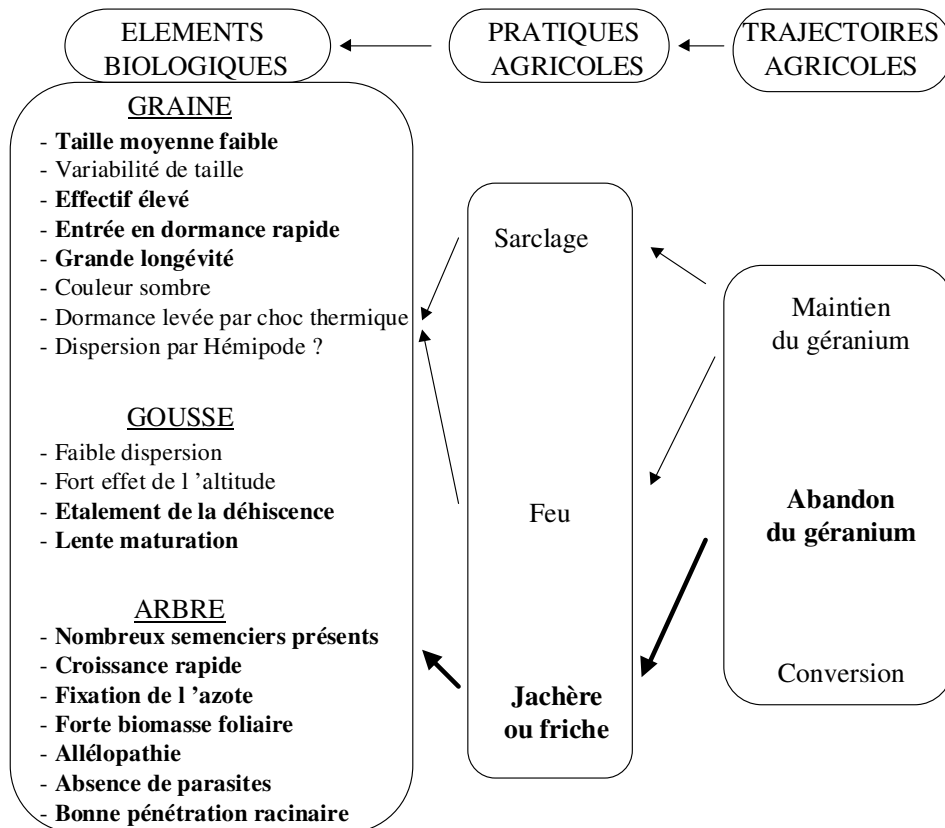 ELEMENTS
BIOLOGIQUES
PRATIQUES
AGRICOLES
TRAJECTOIRES
AGRICOLES
GRAINE
- Taille moyenne faible
- Variabilité de taille
- Effectif élevé
- Entrée en dormance rapide
- Grande longévité
- Couleur sombre
- Dormance levée par choc thermique
- Dispersion par Hémipode ?
GOUSSE
- Faible dispersion
- Fort effet de l ’altitude
- Etalement de la déhiscence
- Lente maturation
ARBRE
- Nombreux semenciers présents
- Croissance rapide
- Fixation de l ’azote
- Forte biomasse foliaire
- Allélopathie
- Absence de parasites
- Bonne pénétration racinaire
Sarclage
Feu
Jachère
ou friche
Maintien
du géranium
Abandon
du géranium
Conversion